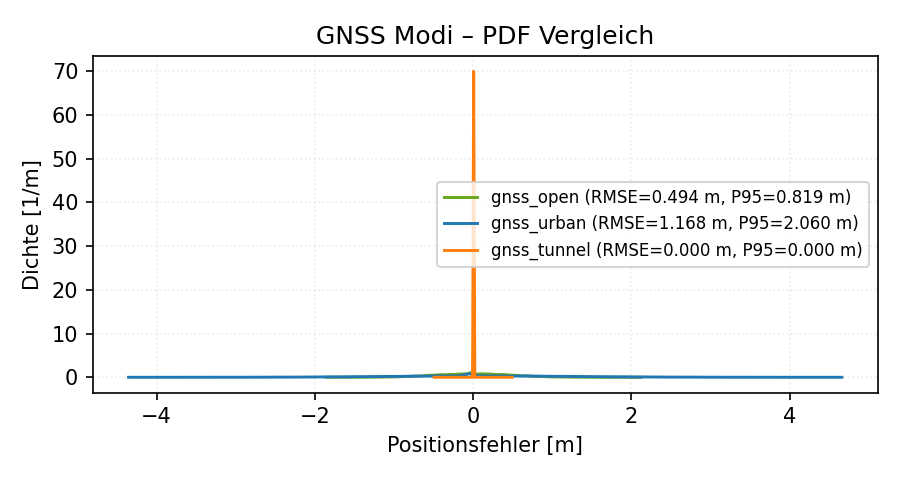 GNSS Modi – PDF Vergleich
Dichte [1/m]
70
60
50
40
30
20
10
0
gnss_open (RMSE=0.494 m, P95=0.819 m)
gnss_urban (RMSE=1.168 m, P95=2.060 m)
gnss_tunnel (RMSE=0.000 m, P95=0.000 m)
−4 −2 0 2 4
Positionsfehler [m]